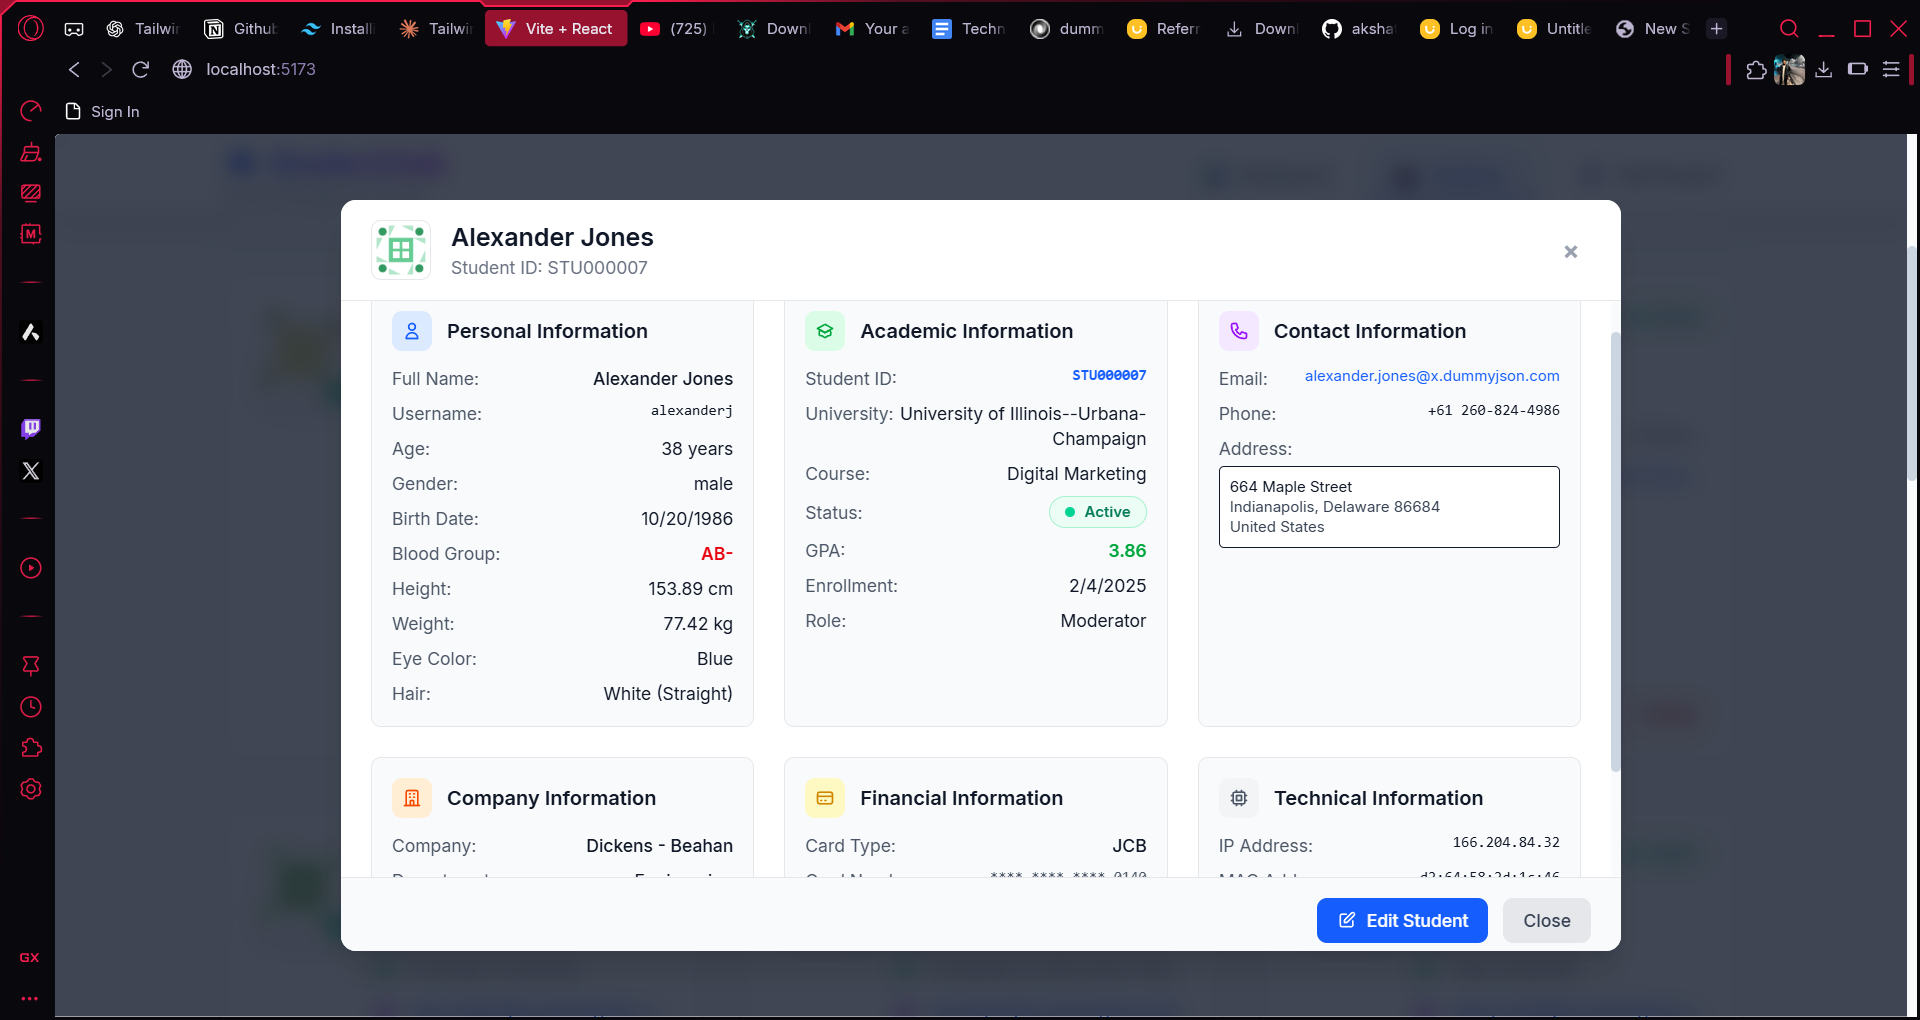 Tailwi
Github
Install
Tailwi
Vite + React
(725)
Downl
Your a
Techn
dumm
Referr
Downl
aksha
Log in
Untitle
New S
localhost:5173
Sign In
Alexander Jones
Student ID: STU000007
Personal Information
Full Name: Alexander Jones
Username: alexanderj
Age: 38 years
Gender: male
Birth Date: 10/20/1986
Blood Group: AB-
Height: 153.89 cm
Weight: 77.42 kg
Eye Color: Blue
Hair: White (Straight)
Academic Information
Student ID: STU000007
University: University of Illinois--Urbana-
Champaign
Course: Digital Marketing
Status: Active
GPA: 3.86
Enrollment: 2/4/2025
Role: Moderator
Contact Information
Email: alexander.jones@x.dummyjson.com
Phone: +61 260-824-4986
Address:
664 Maple Street
Indianapolis, Delaware 86684
United States
Company Information
Company: Dickens - Beahan
Financial Information
Card Type: JCB
**** **** **** 0140
Technical Information
IP Address: 166.204.84.32
Edit Student
Close
GX